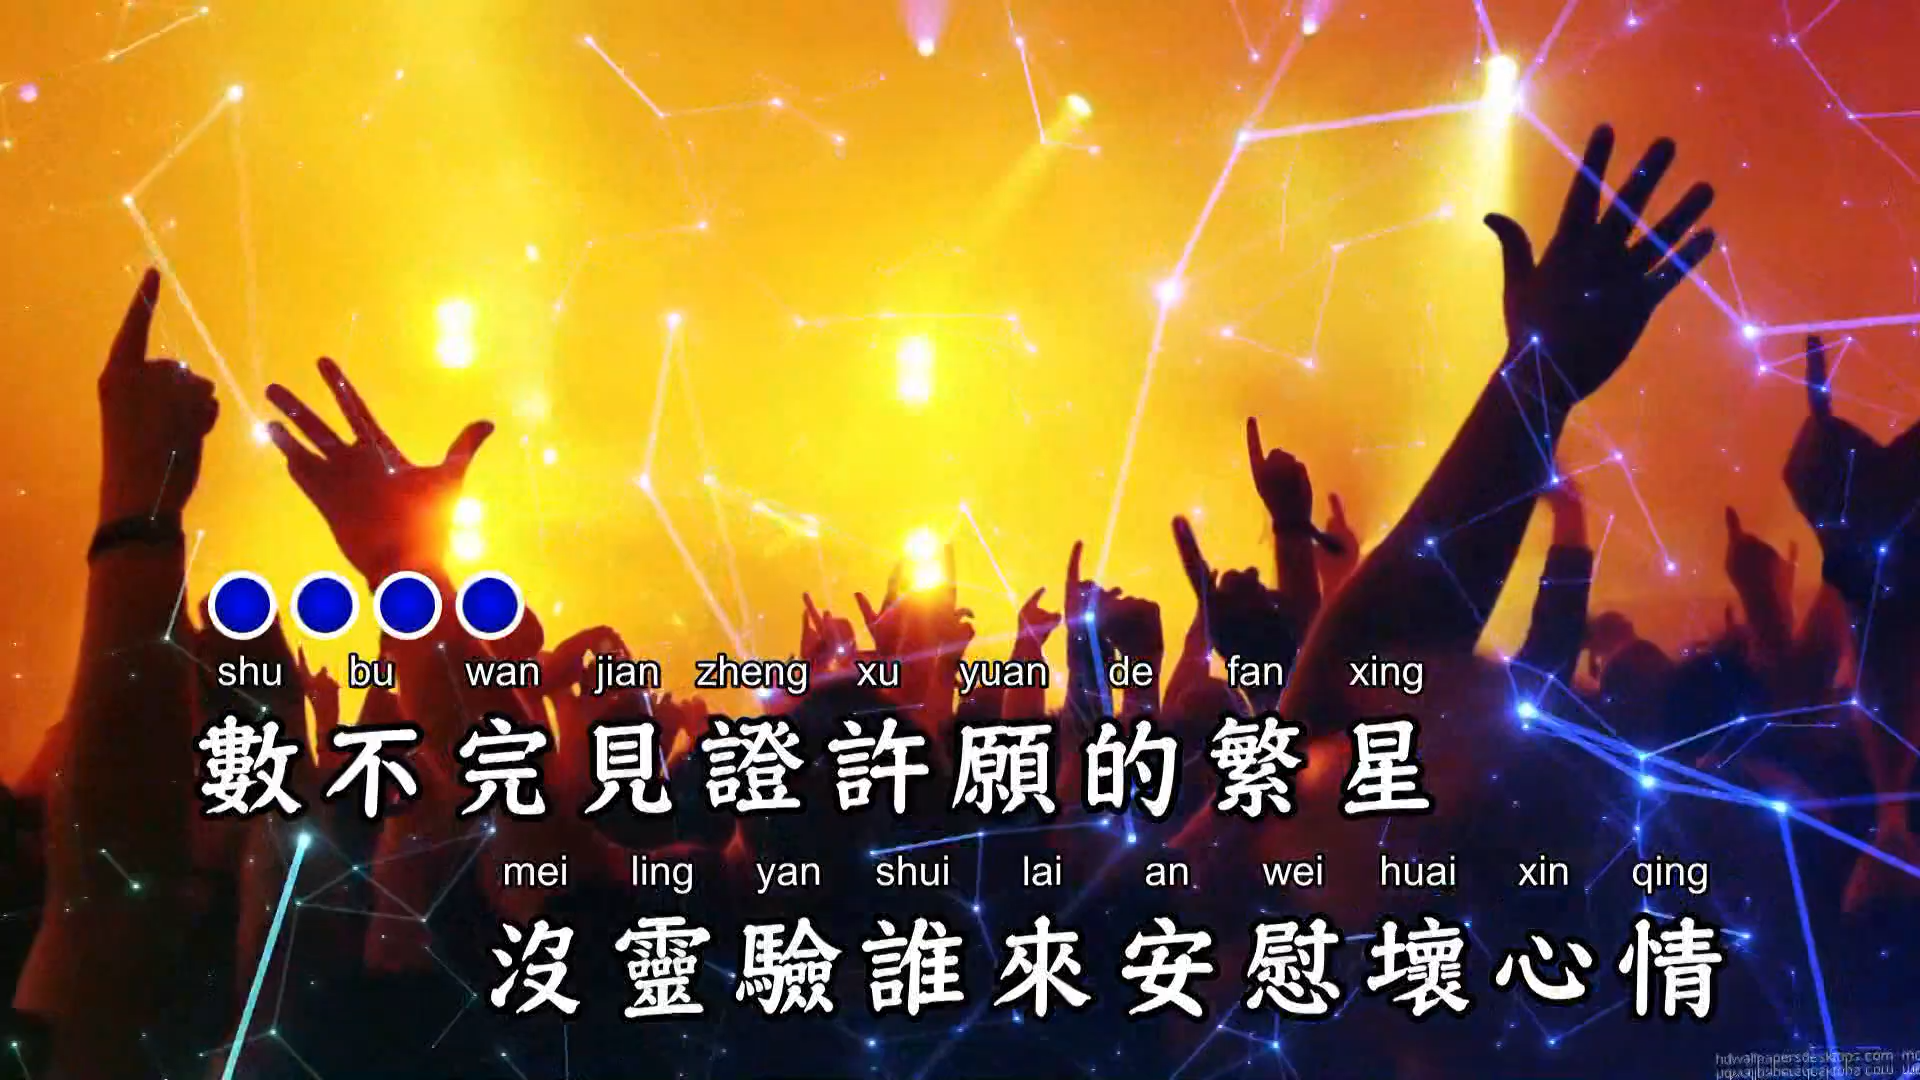 shu bu wan jian zheng xu yuan de fan xing
數不完見證許願的繁星
mei ling yan shui lai an wei huai xin qing
沒靈驗誰來安慰壞心情
hdwallpapersdesktops.com